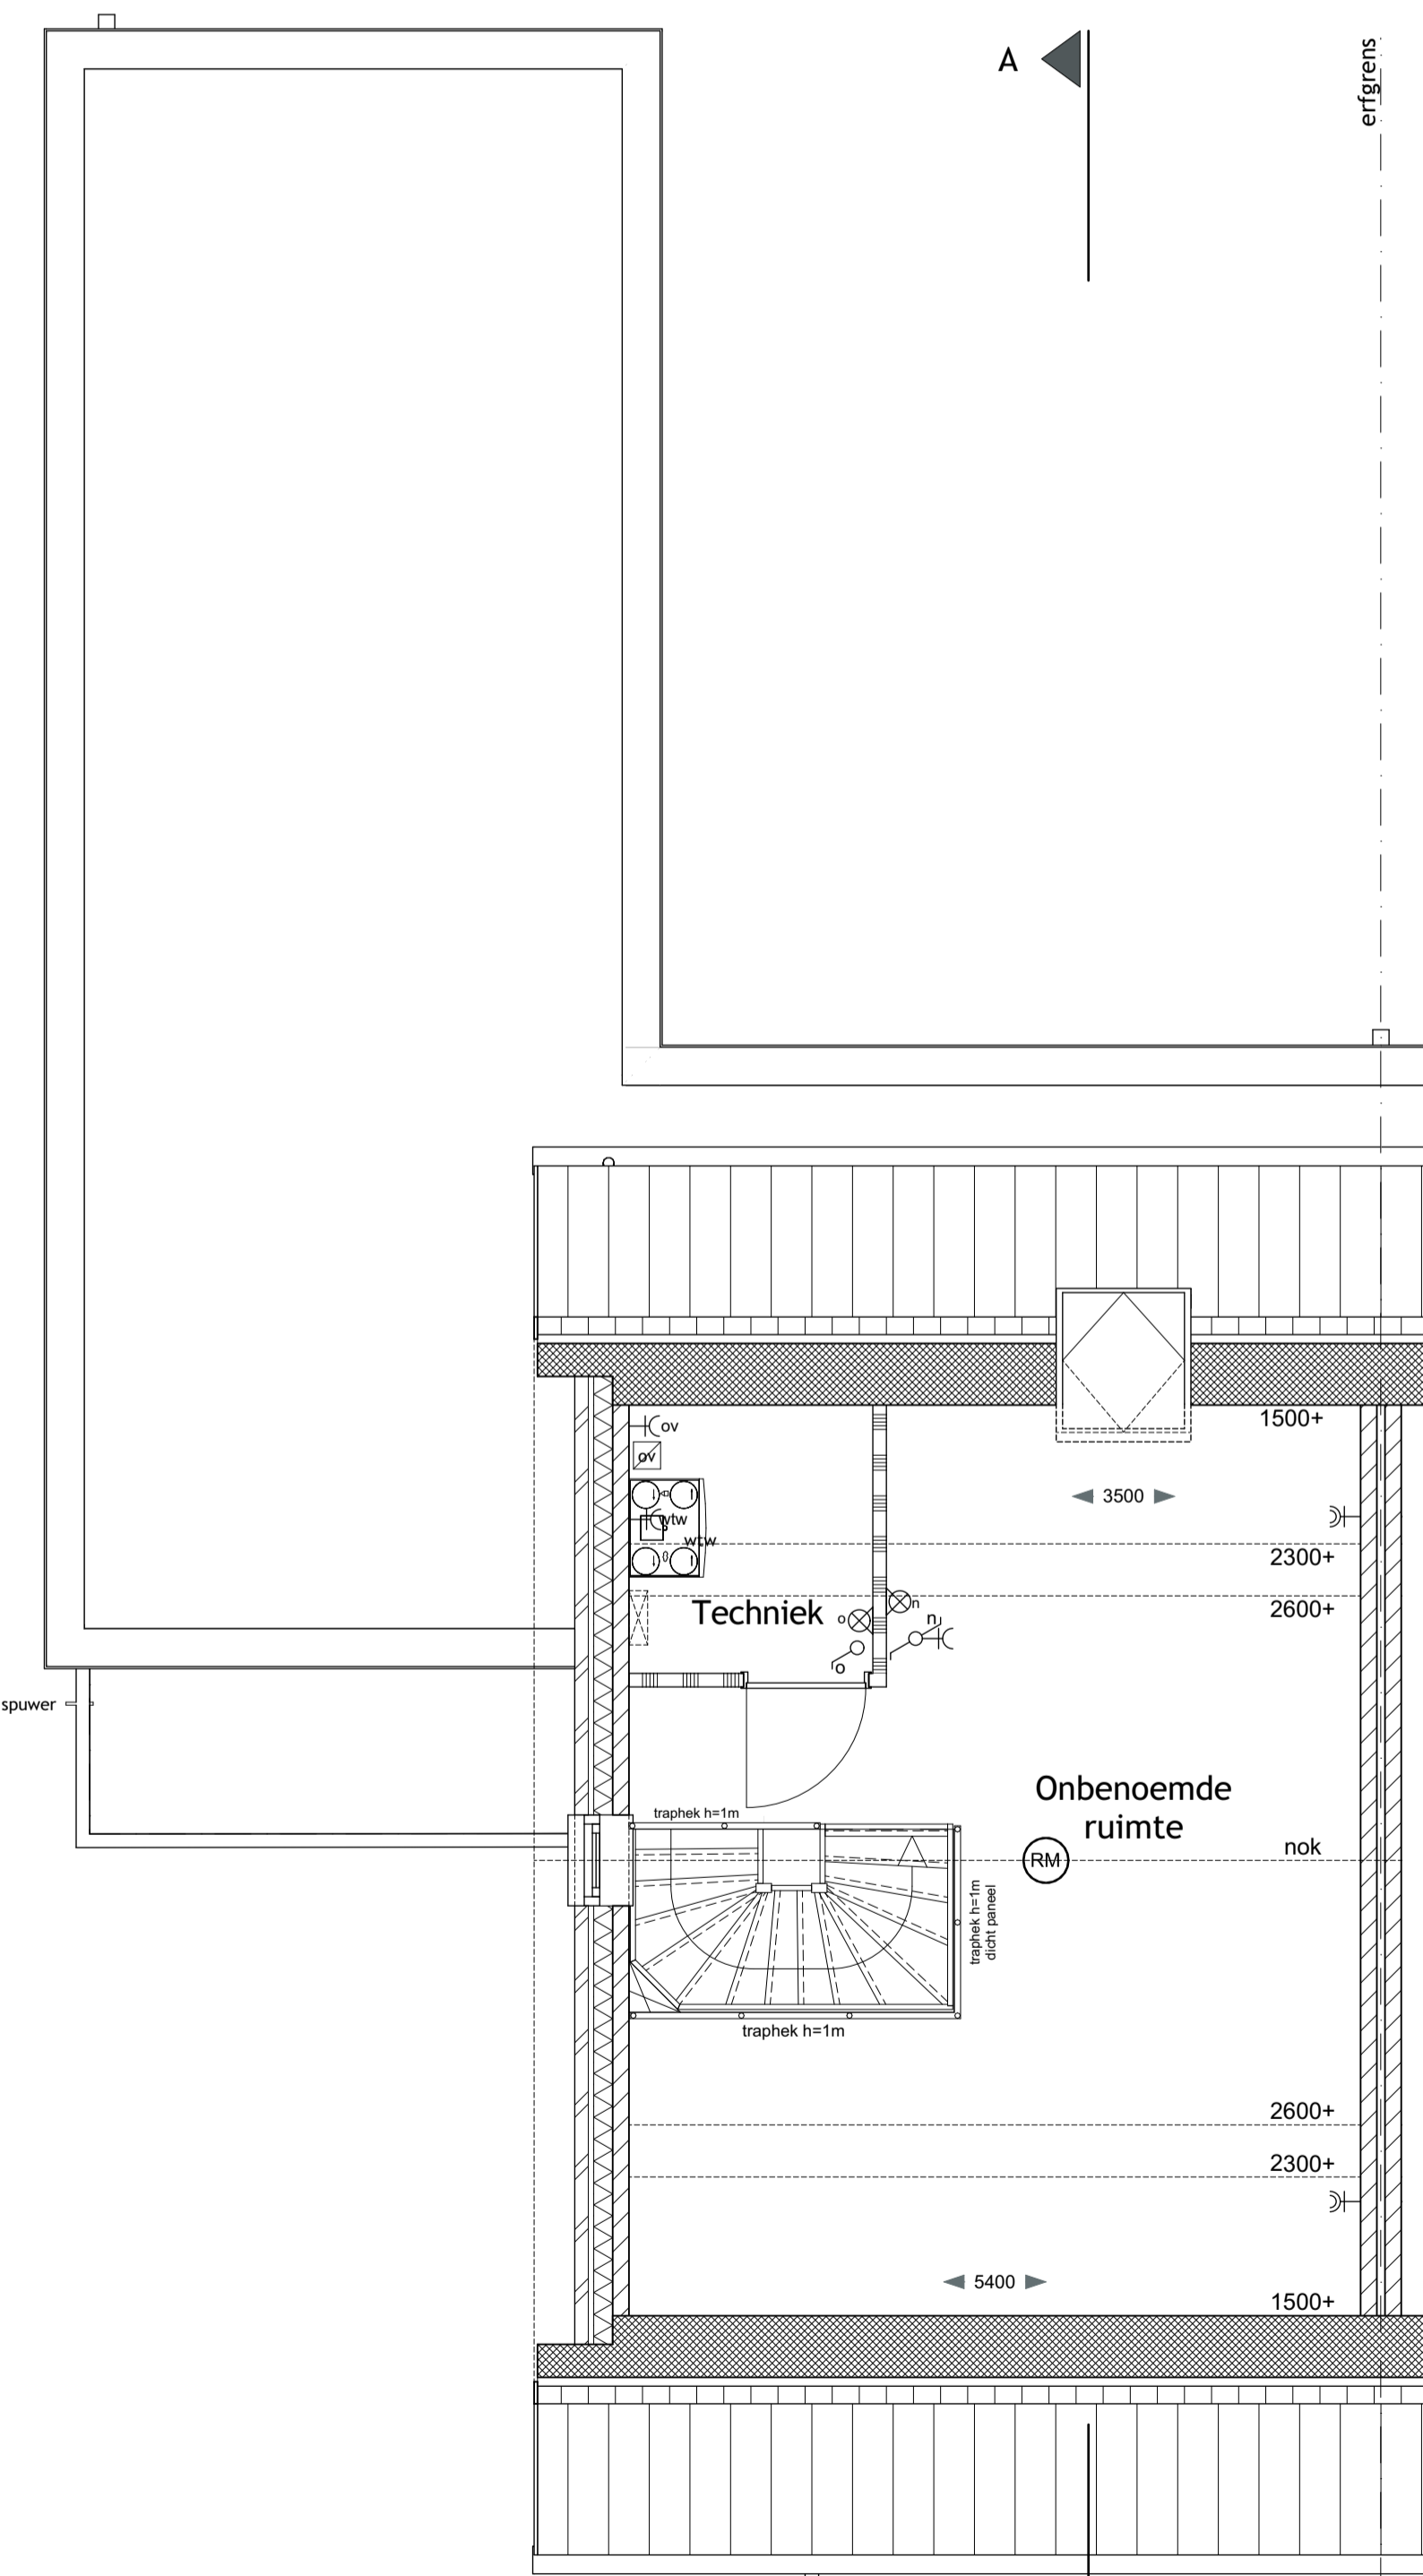 A
erfgrens
1500+
ov
ov
3500
wtw
wtw
2300+
2600+
Techniek
o
n
n
o
spuwer
Onbenoemde
ruimte
traphek h=1m
nok
RM
traphek h=1m
dicht paneel
traphek h=1m
2600+
2300+
5400
1500+